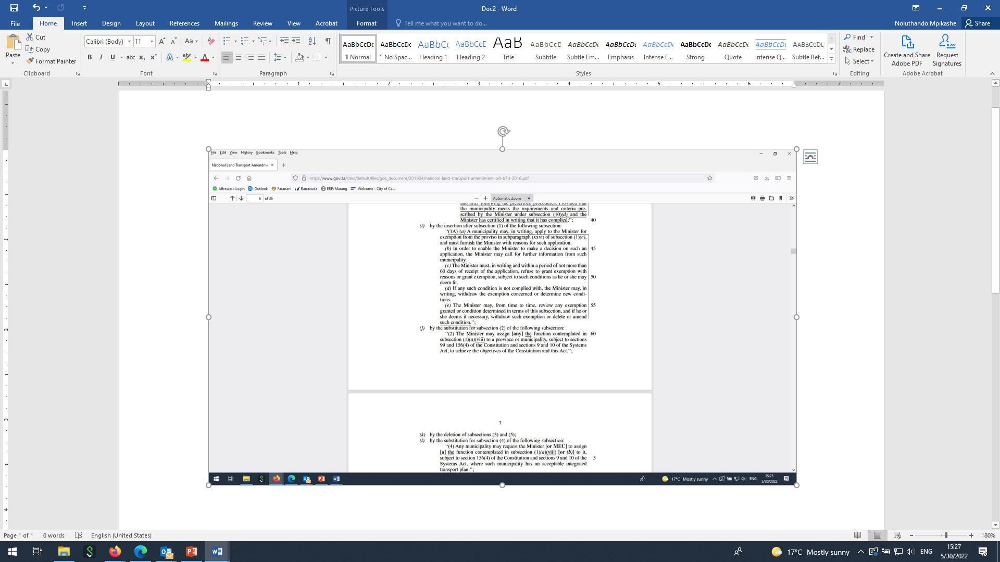 Picture Tools
Doc2 - Word
File Home Insert Design Layout References Mailings Review View Acrobat Format Tell me what you want to do... Noluthando Mpikashe Share
Paste
Cut
Copy
Format Painter
Calibri (Body) 11
AaBbCcDc AaBbCcDc AaBbCc AaBbCcD AaB AaBbCcD AaBbCcDc AaBbCcDc AaBbCcDc AaBbCcDc AaBbCcDc AaBbCcDc AABBCCDD
¶ Normal ¶ No Spac... Heading 1 Heading 2 Title Subtitle Subtle Em... Emphasis Intense E... Strong Quote Intense Q... Subtle Ref...
Find
Replace
Select
Create and Share Adobe PDF
Request Signatures
Clipboard Font Paragraph Styles Editing Adobe Acrobat
1 1 2 3 4 5 6 7
File Edit View History Bookmarks Tools Help
National Land Transport Amendme
https://www.gov.za/sites/default/files/gcis_document/201904/national-land-transport-amendment-bill-b7d-2016.pdf
Alfresco » Login Outlook Faranani Barracuda ERP/Marang Welcome - City of Ca...
6 of 36 Automatic Zoom
and after following the prescribed procedures: Provided that
the municipality meets the requirements and criteria pre-
scribed by the Minister under subsection (10)(d) and the
Minister has certified in writing that it has complied;’’; 40
(i) by the insertion after subsection (1) of the following subsection:
‘‘(1A) (a) A municipality may, in writing, apply to the Minister for
exemption from the proviso in subparagraph (xxvi) of subsection (1)(c),
and must furnish the Minister with reasons for such application.
(b) In order to enable the Minister to make a decision on such an 45
application, the Minister may call for further information from such
municipality.
(c) The Minister must, in writing and within a period of not more than
60 days of receipt of the application, refuse to grant exemption with
reasons or grant exemption, subject to such conditions as he or she may 50
deem fit.
(d) If any such condition is not complied with, the Minister may, in
writing, withdraw the exemption concerned or determine new condi-
tions.
(e) The Minister may, from time to time, review any exemption 55
granted or condition determined in terms of this subsection, and if he or
she deems it necessary, withdraw such exemption or delete or amend
such condition.’’;
(j) by the substitution for subsection (2) of the following subsection:
‘‘(2) The Minister may assign [any] the function contemplated in 60
subsection (1)(a)(viii) to a province or municipality, subject to sections
99 and 156(4) of the Constitution and sections 9 and 10 of the Systems
Act, to achieve the objectives of the Constitution and this Act.’’;
7
(k) by the deletion of subsections (3) and (5);
(l) by the substitution for subsection (4) of the following subsection:
‘‘(4) Any municipality may request the Minister [or MEC] to assign
[a] the function contemplated in subsection (1)(a)(viii) [or (b)] to it,
subject to section 156(4) of the Constitution and sections 9 and 10 of the 5
Systems Act, where such municipality has an acceptable integrated
transport plan.’’;
17°C Mostly sunny ENG 15:25
5/30/2022
Page 1 of 1 0 words English (United States) 180%
17°C Mostly sunny ENG 15:27
5/30/2022